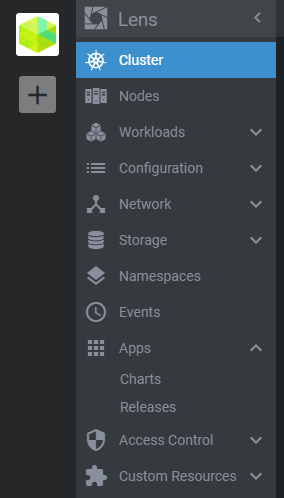 Lens
Cluster
Nodes
Workloads
Configuration
Network
Storage
Namespaces
Events
Apps
Charts
Releases
Access Control
Custom Resources